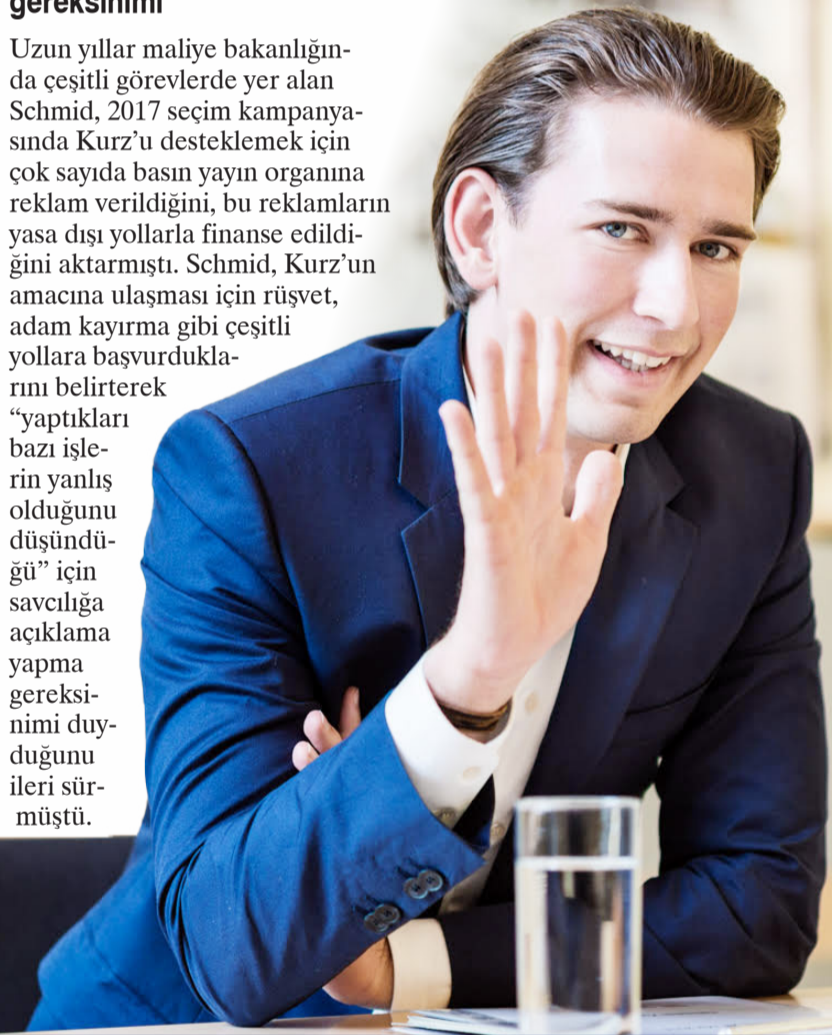 gereksinimi
Uzun yıllar maliye bakanlığın-
da çeşitli görevlerde yer alan
Schmid, 2017 seçim kampanya-
sında Kurz’u desteklemek için
çok sayıda basın yayın organına
reklam verildiğini, bu reklamların
yasa dışı yollarla finanse edildi-
ğini aktarmıştı. Schmid, Kurz’un
amacına ulaşması için rüşvet,
adam kayırma gibi çeşitli
yollara başvurdukla-
rını belirterek
“yaptıkları
bazı işle-
rin yanlış
olduğunu
düşündü-
ğü” için
savcılığa
açıklama
yapma
gereksi-
nimi duy-
duğunu
ileri sür-
müştü.